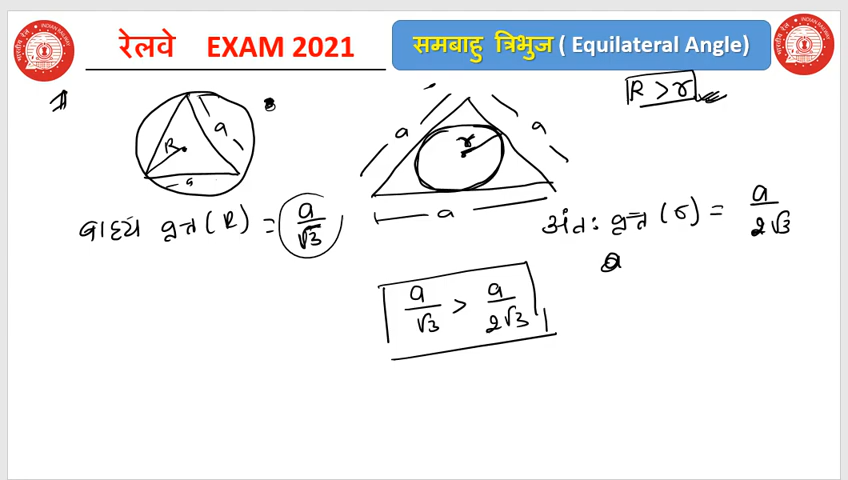 रेलवे EXAM 2021
समबाहु त्रिभुज ( Equilateral Angle)
R > r
R
a
a
a
r
a
a
वाह्य वृत्त (R) = a/√3
अंतः वृत्त (r) = a/2√3
a/√3 > a/2√3